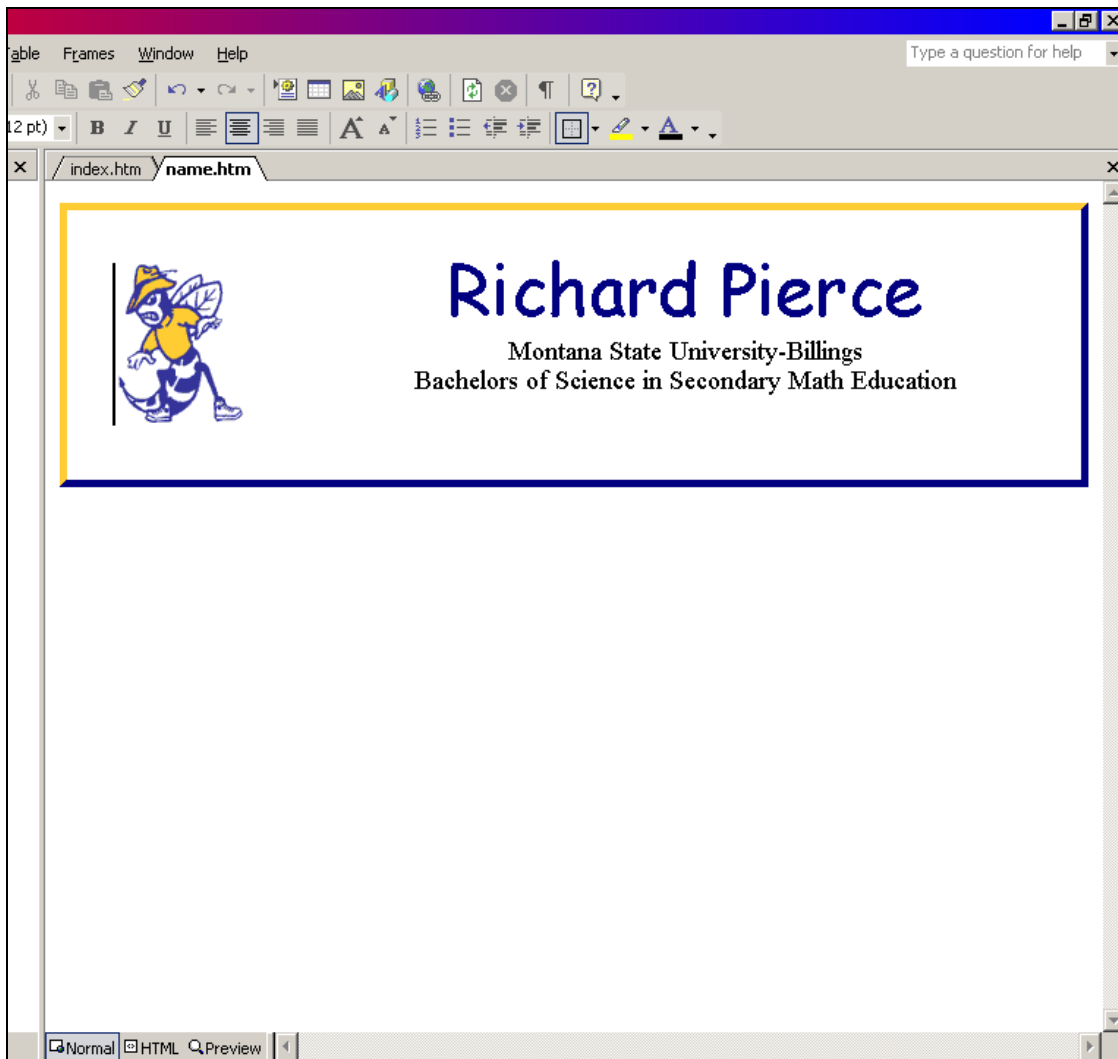 able Frames Window Help Type a question for help
12 pt) B I U A A A
index.htm name.htm
Richard Pierce
Montana State University-Billings
Bachelors of Science in Secondary Math Education
Normal HTML Preview